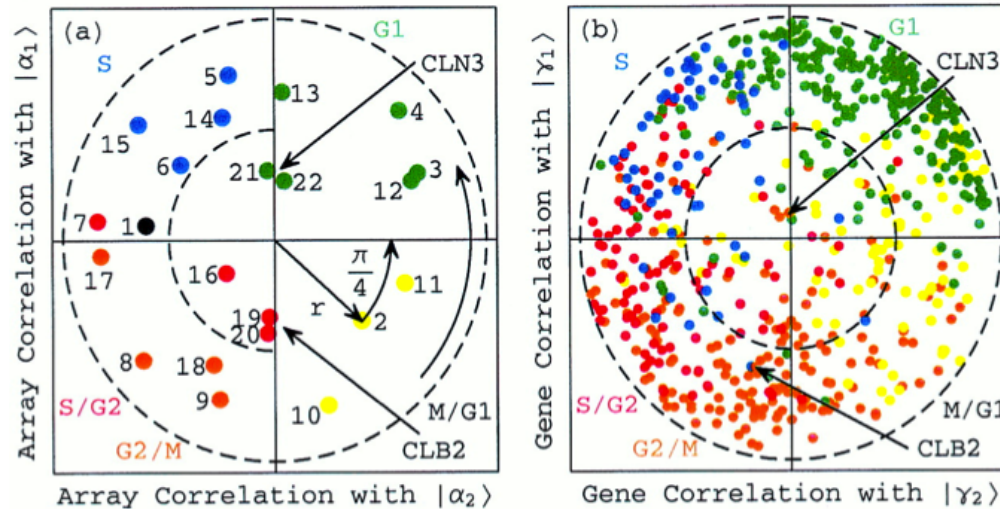 (a)
G1
S
5
13
CLN3
4
14
15
6
21
22
3
12
7
1
17
16
π
4
11
r
2
19
20
8
18
9
10
S/G2
G2/M
M/G1
CLB2
Array Correlation with |α1⟩
Array Correlation with |α2⟩
(b)
G1
S
CLN3
S/G2
G2/M
M/G1
CLB2
Gene Correlation with |γ1⟩
Gene Correlation with |γ2⟩